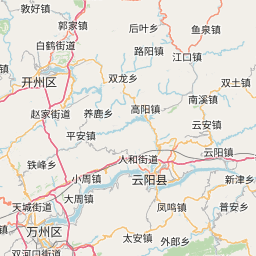 敦好镇
郭家镇
后叶乡
鱼泉镇
白鹤街道
路阳镇
江口镇
开州区
双龙乡
双土镇
南溪镇
赵家街道
养鹿乡
高阳镇
云安镇
平安镇
铁峰乡
人和街道
云阳镇
小周镇
云阳县
新津乡
大周镇
天城街道
凤鸣镇
普安乡
万州区
太安镇
双河口街道
外郎乡